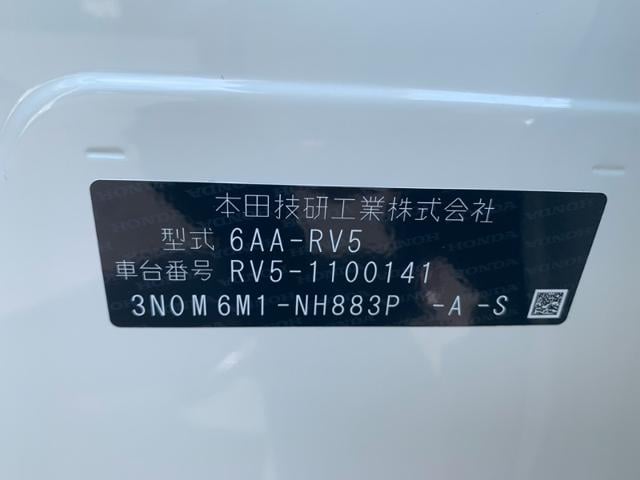 本田技研工業株式会社
型式 6AA-RV5
車台番号 RV5-1100141
3NOM6M1-NH883P -A -S